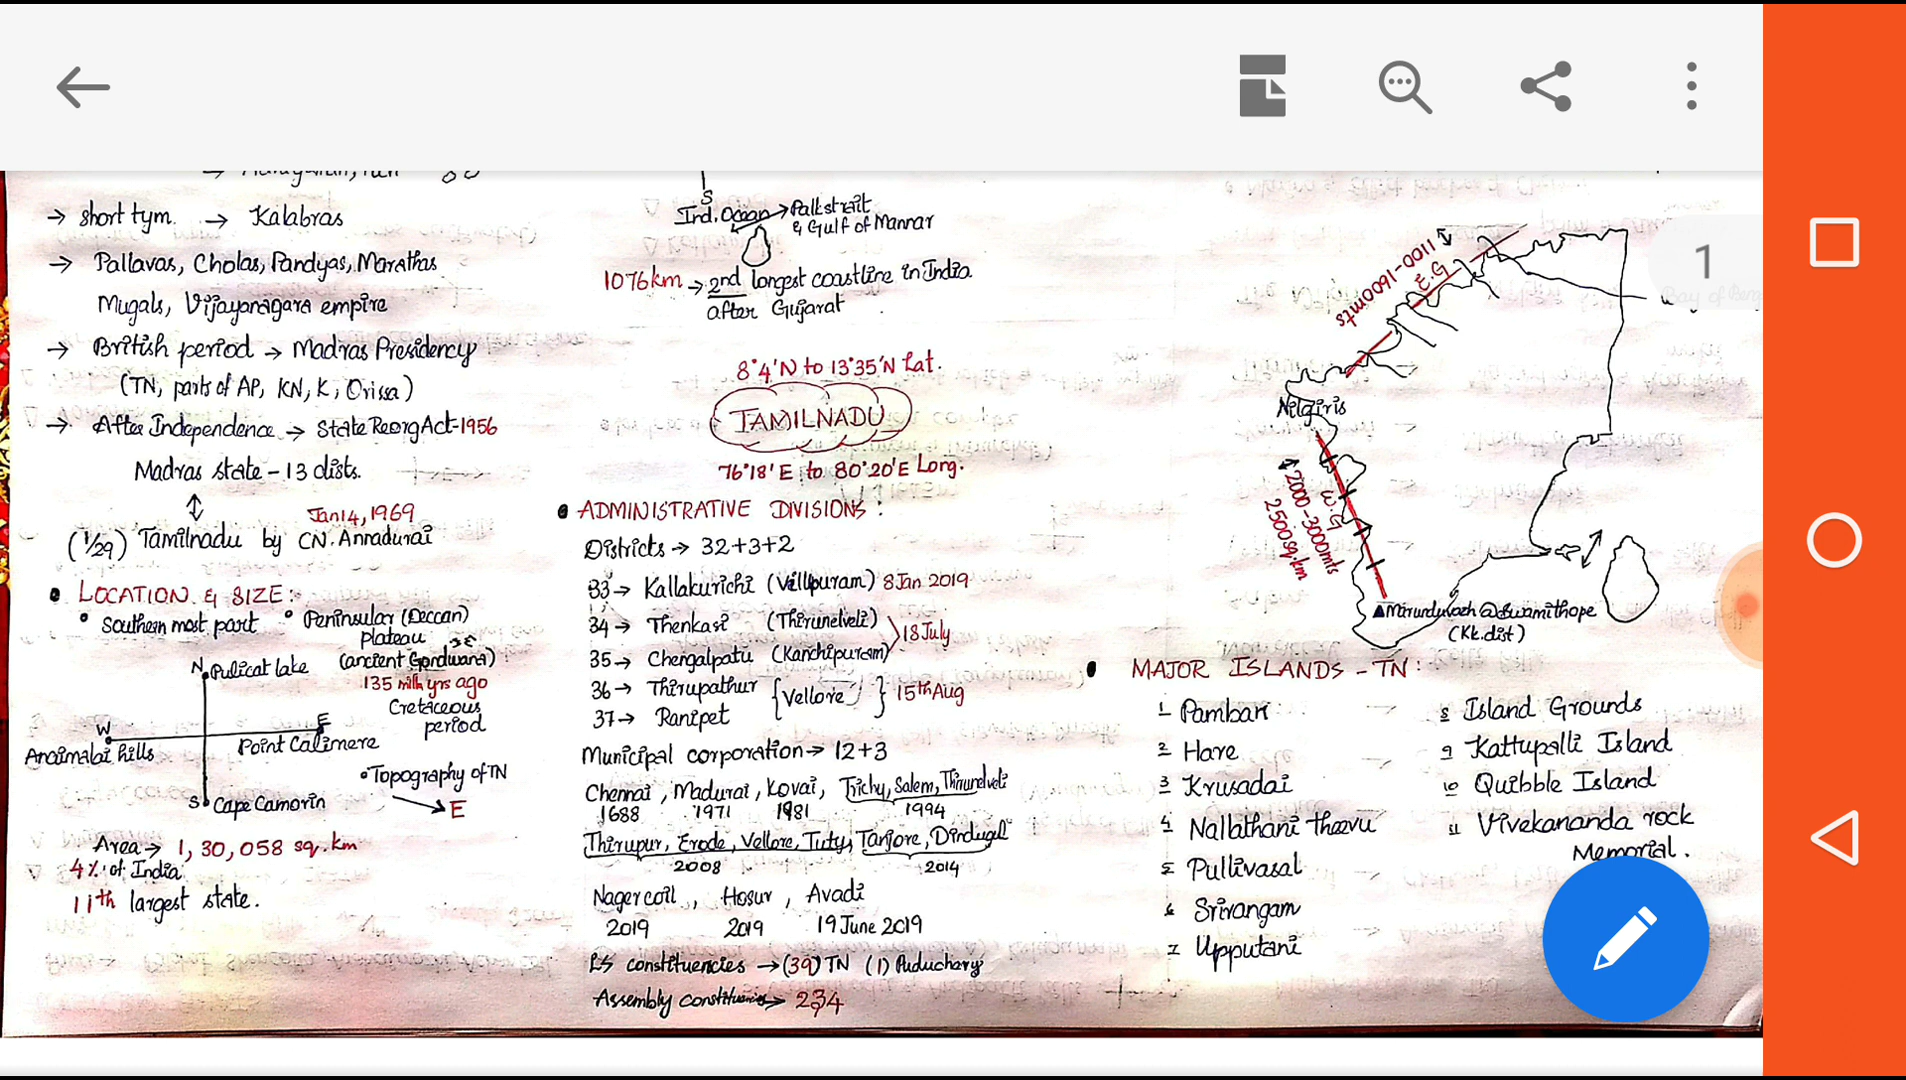 → short tym. → Kalabras
→ Pallavas, Cholas, Pandyas, Marathas
Mugals, Vijayanagara empire
→ British period → Madras Presidency
(TN, parts of AP, KN, K, Orissa)
→ After Independence → State Reorg Act-1956
Madras state - 13 dists.
Jan 14, 1969
(1/29) Tamilnadu by CN. Annadurai
• LOCATION & SIZE:
° Southern most part
° Peninsular (Deccan)
plateau
(ancient Gondwana)
135 mill yrs ago
Cretaceous
period
N Pulicat lake
W
E
Anaimalai hills
Point Calimere
° Topography of TN
→ E
S Cape Camorin
Area → 1,30,058 sq.km
4% of India
11th largest state.
S
Ind. Ocean → Palk strait
& Gulf of Mannar
1076km → 2nd longest coastline in India
after Gujarat
8°4'N to 13°35'N Lat.
TAMILNADU
76°18'E to 80°20'E Long.
• ADMINISTRATIVE DIVISIONS:
Districts → 32+3+2
33 → Kallakurichi (Villupuram) 8 Jan 2019
34 → Thenkasi (Thirunelveli)
35 → Chengalpatu (Kanchipuram)
18 July
36 → Thirupathur
37 → Ranipet
{Vellore} 15th Aug
Municipal corporation → 12+3
Chennai, Madurai, Kovai, Trichy, Salem, Thirunelveli
1688 1971 1981 1994
Thirupur, Erode, Vellore, Tuty, Tanjore, Dindugal
2008 2014
Nagercoil, Hosur, Avadi
2019 2019 19 June 2019
LS constituencies → (39) TN (1) Puduchery
Assembly → 234
1
1100-1600mts
E.G
Bay of
Nilgiris
W.G
2000-3000mts
2500sq.km
▲ Marunduvazh @ Swamithope
(Kk.dist)
• MAJOR ISLANDS - TN:
1 Pamban
2 Hare
3 Krusadai
4 Nallathani theevu
5 Pullivasal
6 Srirangam
7 Upputani
8 Island Grounds
9 Kattupalli Island
10 Quibble Island
11 Vivekananda rock
Memorial.